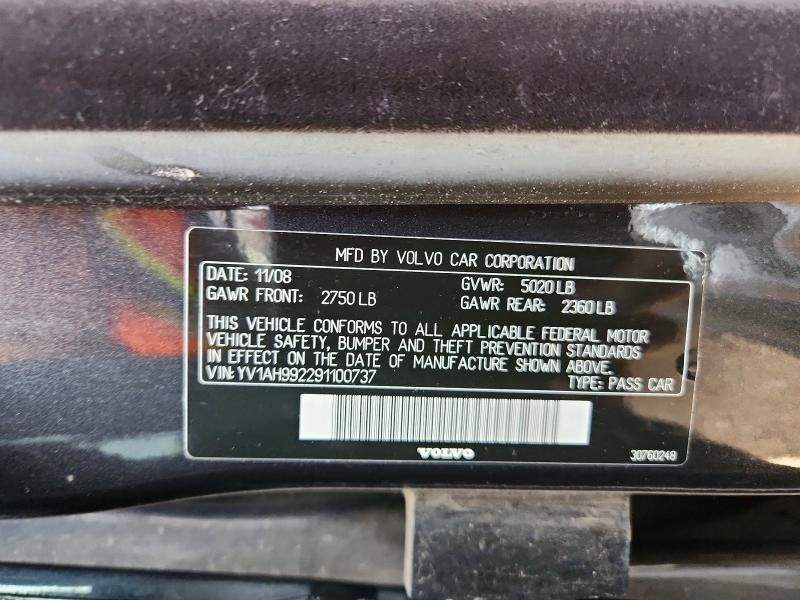 MFD BY VOLVO CAR CORPORATION
DATE: 11/08 GVWR: 5020 LB
GAWR FRONT: 2750 LB GAWR REAR: 2360 LB
THIS VEHICLE CONFORMS TO ALL APPLICABLE FEDERAL MOTOR
VEHICLE SAFETY, BUMPER AND THEFT PREVENTION STANDARDS
IN EFFECT ON THE DATE OF MANUFACTURE SHOWN ABOVE.
VIN: YV1AH992291100737 TYPE: PASS CAR
VOLVO 30760248